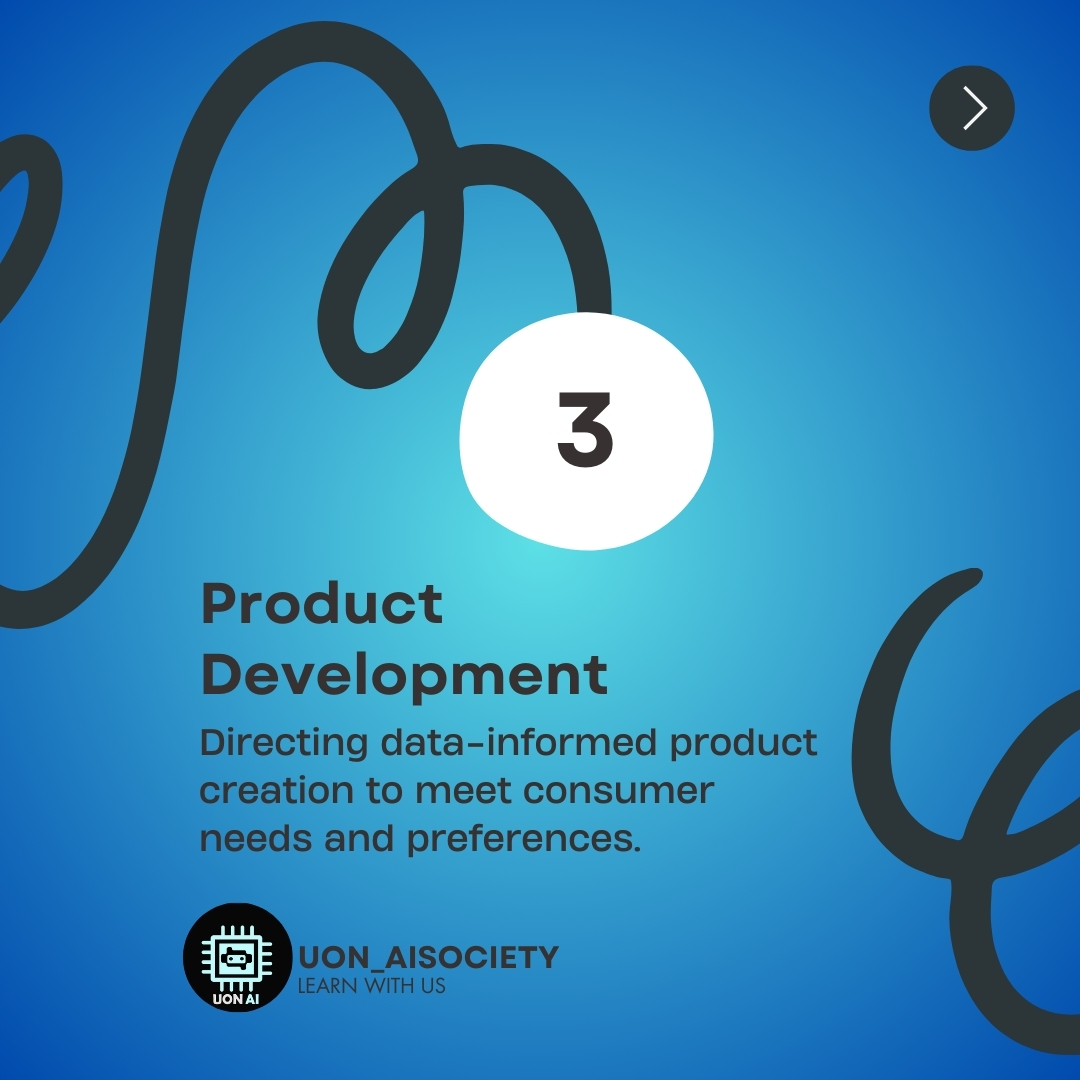 3
Product
Development
Directing data-informed product
creation to meet consumer
needs and preferences.
UON_AISOCIETY
LEARN WITH US
UON AI